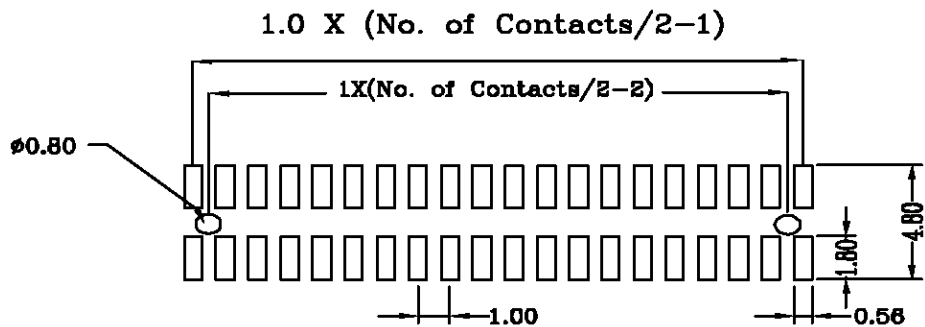 1.0 X (No. of Contacts/2-1)
1X(No. of Contacts/2-2)
ø0.80
4.80
1.80
1.00
0.56